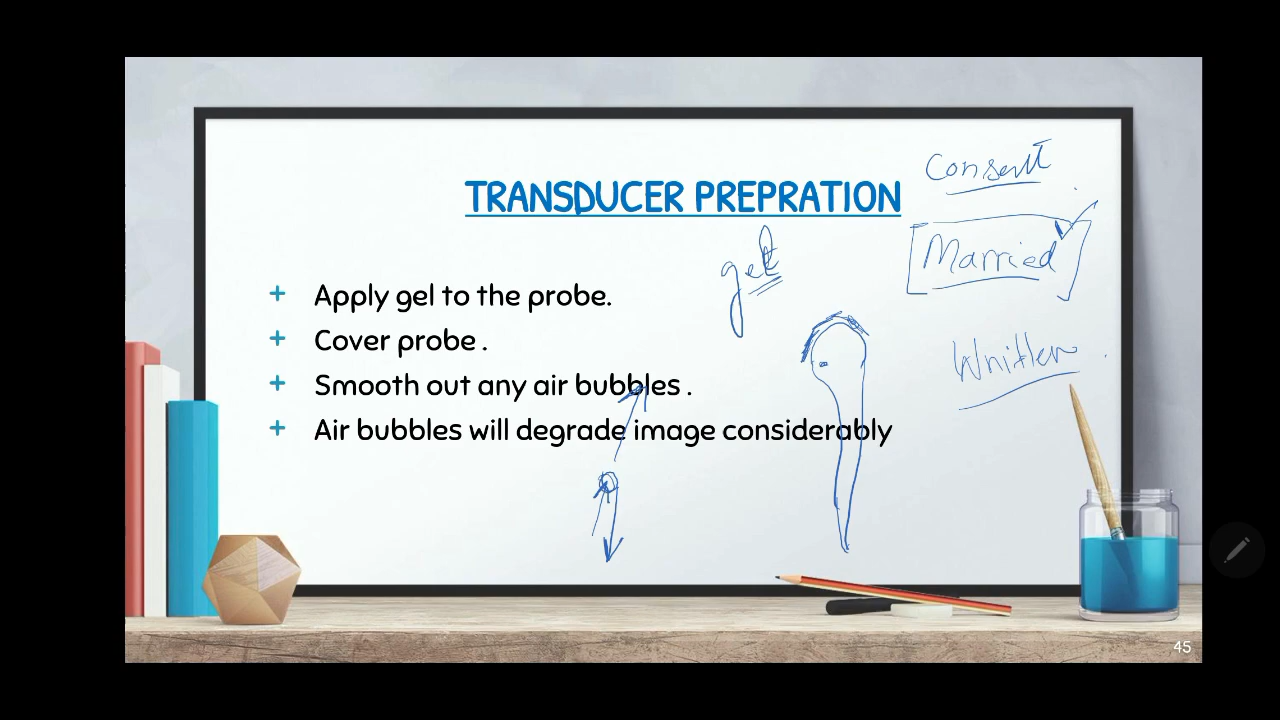 Consent
TRANSDUCER PREPRATION
Married
gel
+ Apply gel to the probe.
+ Cover probe .
+ Smooth out any air bubbles .
+ Air bubbles will degrade image considerably
Written
45